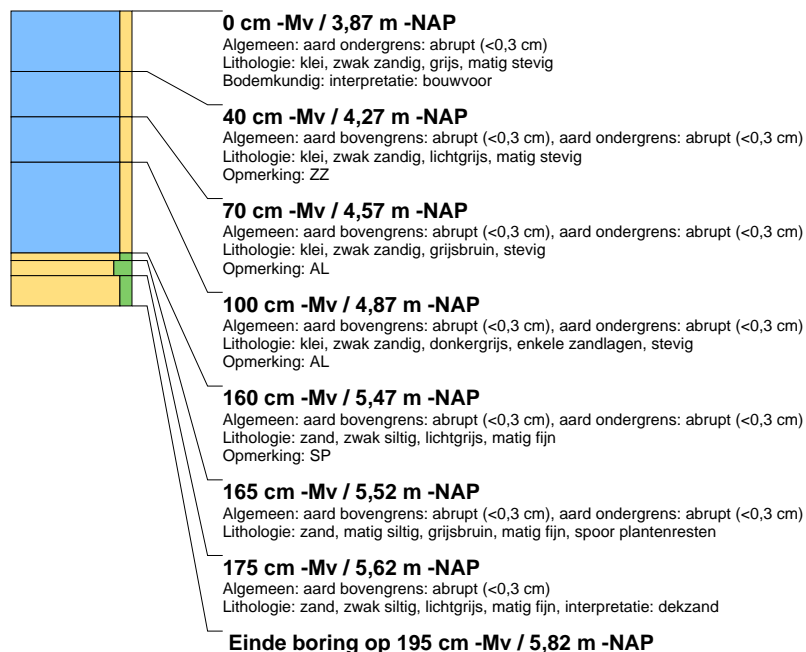 0 cm -Mv / 3,87 m -NAP
Algemeen: aard ondergrens: abrupt (<0,3 cm)
Lithologie: klei, zwak zandig, grijs, matig stevig
Bodemkundig: interpretatie: bouwvoor
40 cm -Mv / 4,27 m -NAP
Algemeen: aard bovengrens: abrupt (<0,3 cm), aard ondergrens: abrupt (<0,3 cm)
Lithologie: klei, zwak zandig, lichtgrijs, matig stevig
Opmerking: ZZ
70 cm -Mv / 4,57 m -NAP
Algemeen: aard bovengrens: abrupt (<0,3 cm), aard ondergrens: abrupt (<0,3 cm)
Lithologie: klei, zwak zandig, grijsbruin, stevig
Opmerking: AL
100 cm -Mv / 4,87 m -NAP
Algemeen: aard bovengrens: abrupt (<0,3 cm), aard ondergrens: abrupt (<0,3 cm)
Lithologie: klei, zwak zandig, donkergrijs, enkele zandlagen, stevig
Opmerking: AL
160 cm -Mv / 5,47 m -NAP
Algemeen: aard bovengrens: abrupt (<0,3 cm), aard ondergrens: abrupt (<0,3 cm)
Lithologie: zand, zwak siltig, lichtgrijs, matig fijn
Opmerking: SP
165 cm -Mv / 5,52 m -NAP
Algemeen: aard bovengrens: abrupt (<0,3 cm), aard ondergrens: abrupt (<0,3 cm)
Lithologie: zand, matig siltig, grijsbruin, matig fijn, spoor plantenresten
175 cm -Mv / 5,62 m -NAP
Algemeen: aard bovengrens: abrupt (<0,3 cm)
Lithologie: zand, zwak siltig, lichtgrijs, matig fijn, interpretatie: dekzand
Einde boring op 195 cm -Mv / 5,82 m -NAP